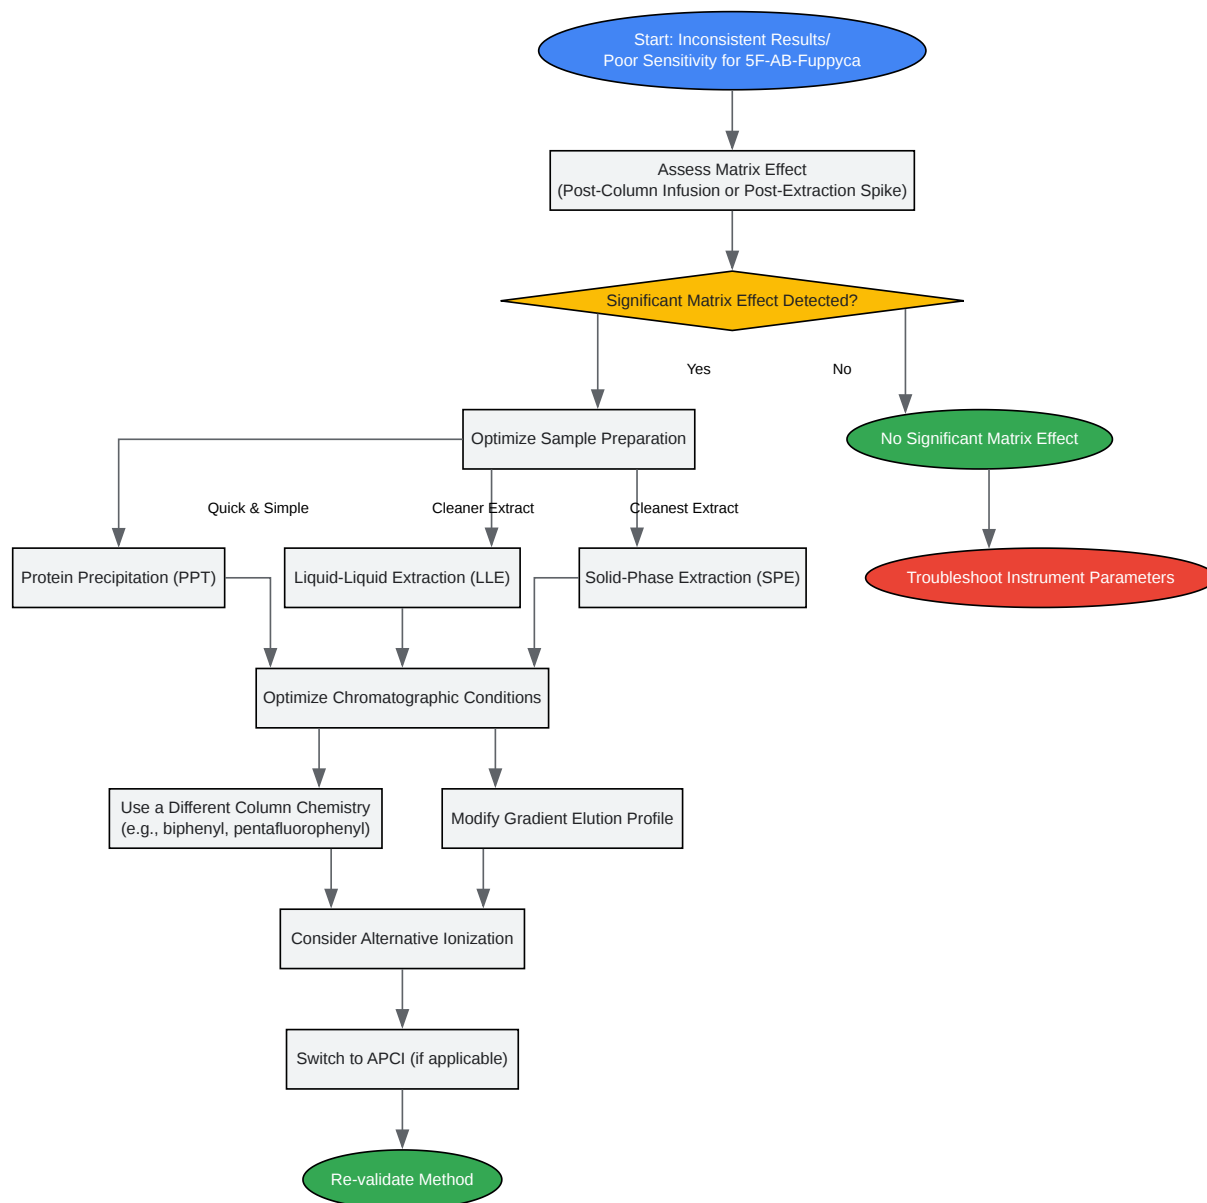 Start: Inconsistent Results/
Poor Sensitivity for 5F-AB-Fuppyca
Assess Matrix Effect
(Post-Column Infusion or Post-Extraction Spike)
Significant Matrix Effect Detected?
Yes
No
Optimize Sample Preparation
No Significant Matrix Effect
Quick & Simple
Cleaner Extract
Cleanest Extract
Protein Precipitation (PPT)
Liquid-Liquid Extraction (LLE)
Solid-Phase Extraction (SPE)
Troubleshoot Instrument Parameters
Optimize Chromatographic Conditions
Use a Different Column Chemistry
(e.g., biphenyl, pentafluorophenyl)
Modify Gradient Elution Profile
Consider Alternative Ionization
Switch to APCI (if applicable)
Re-validate Method